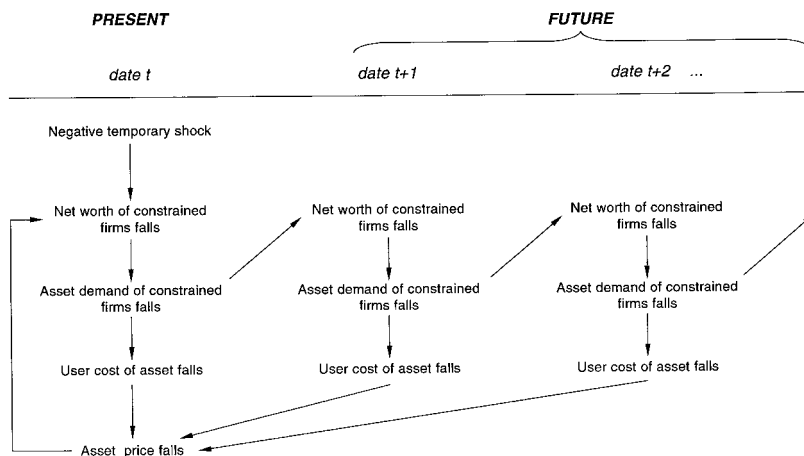 PRESENT
FUTURE
date t
date t+1
date t+2 ...
Negative temporary shock
Net worth of constrained
firms falls
Net worth of constrained
firms falls
Net worth of constrained
firms falls
Asset demand of constrained
firms falls
Asset demand of constrained
firms falls
Asset demand of constrained
firms falls
User cost of asset falls
User cost of asset falls
User cost of asset falls
Asset price falls